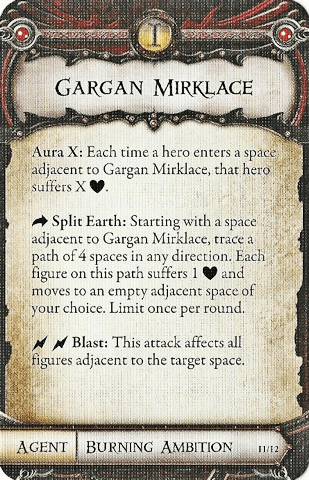 I
GARGAN MIRKLACE
Aura X: Each time a hero enters a space
adjacent to Gargan Mirklace, that hero
suffers X ♥.
Split Earth: Starting with a space
adjacent to Gargan Mirklace, trace a
path of 4 spaces in any direction. Each
figure on this path suffers 1 ♥ and
moves to an empty adjacent space of
your choice. Limit once per round.
Blast: This attack affects all
figures adjacent to the target space.
AGENT BURNING AMBITION 11/12